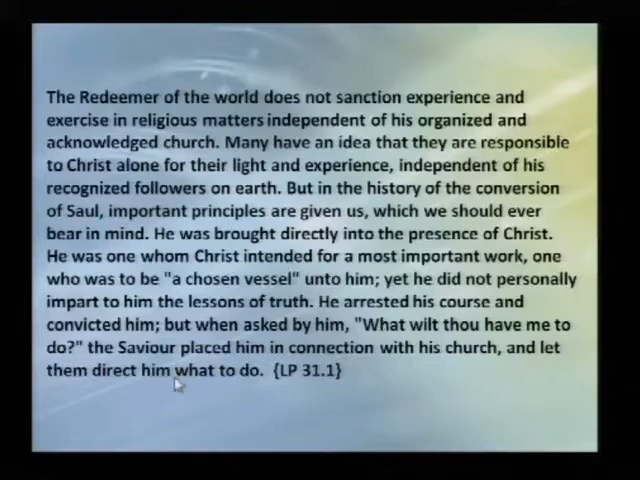 The Redeemer of the world does not sanction experience and
exercise in religious matters independent of his organized and
acknowledged church. Many have an idea that they are responsible
to Christ alone for their light and experience, independent of his
recognized followers on earth. But in the history of the conversion
of Saul, important principles are given us, which we should ever
bear in mind. He was brought directly into the presence of Christ.
He was one whom Christ intended for a most important work, one
who was to be "a chosen vessel" unto him; yet he did not personally
impart to him the lessons of truth. He arrested his course and
convicted him; but when asked by him, "What wilt thou have me to
do?" the Saviour placed him in connection with his church, and let
them direct him what to do. {LP 31.1}